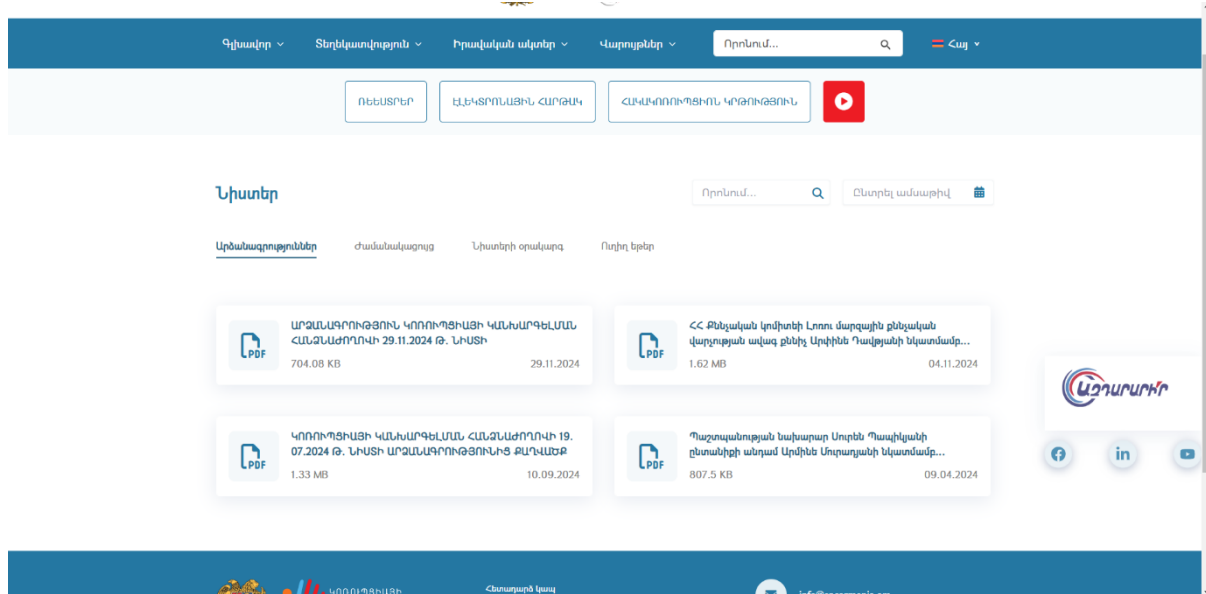 Գլխավոր
Տեղեկատվություն
Իրավական ակտեր
Վարույթներ
Որոնում...
Հայ
ՌԵԵՍՏՐԵՐ
ԷԼԵԿՏՐՈՆԱՅԻՆ ՀԱՐԹԱԿ
ՀԱԿԱԿՈՌՈՒՊՑԻՈՆ ԿՐԹՈՒԹՅՈՒՆ
Նիստեր
Որոնում...
Ընտրել ամսաթիվ
Արձանագրություններ
Ժամանակացույց
Նիստերի օրակարգ
Ուղիղ եթեր
ԱՐՁԱՆԱԳՐՈՒԹՅՈՒՆ ԿՈՌՈՒՊՑԻԱՅԻ ԿԱՆԽԱՐԳԵԼՄԱՆ
ՀԱՆՁՆԱԺՈՂՈՎԻ 29.11.2024 Թ. ՆԻՍՏԻ
PDF
704.08 KB
29.11.2024
ՀՀ Քննչական կոմիտեի Լոռու մարզային քննչական
վարչության ավագ քննիչ Արփինե Դավթյանի նկատմամբ...
PDF
1.62 MB
04.11.2024
ԿՈՌՈՒՊՑԻԱՅԻ ԿԱՆԽԱՐԳԵԼՄԱՆ ՀԱՆՁՆԱԺՈՂՈՎԻ 19.
07.2024 Թ. ՆԻՍՏԻ ԱՐՁԱՆԱԳՐՈՒԹՅՈՒՆԻՑ ՔԱՂՎԱԾՔ
PDF
1.33 MB
10.09.2024
Պաշտպանության նախարար Սուրեն Պապիկյանի
ընտանիքի անդամ Արմինե Մուրադյանի նկատմամբ...
PDF
807.5 KB
09.04.2024
Ազդարարի՛ր
in
ԿՈՌՈՒՊՑԻԱՅԻ
Հետադարձ կապ